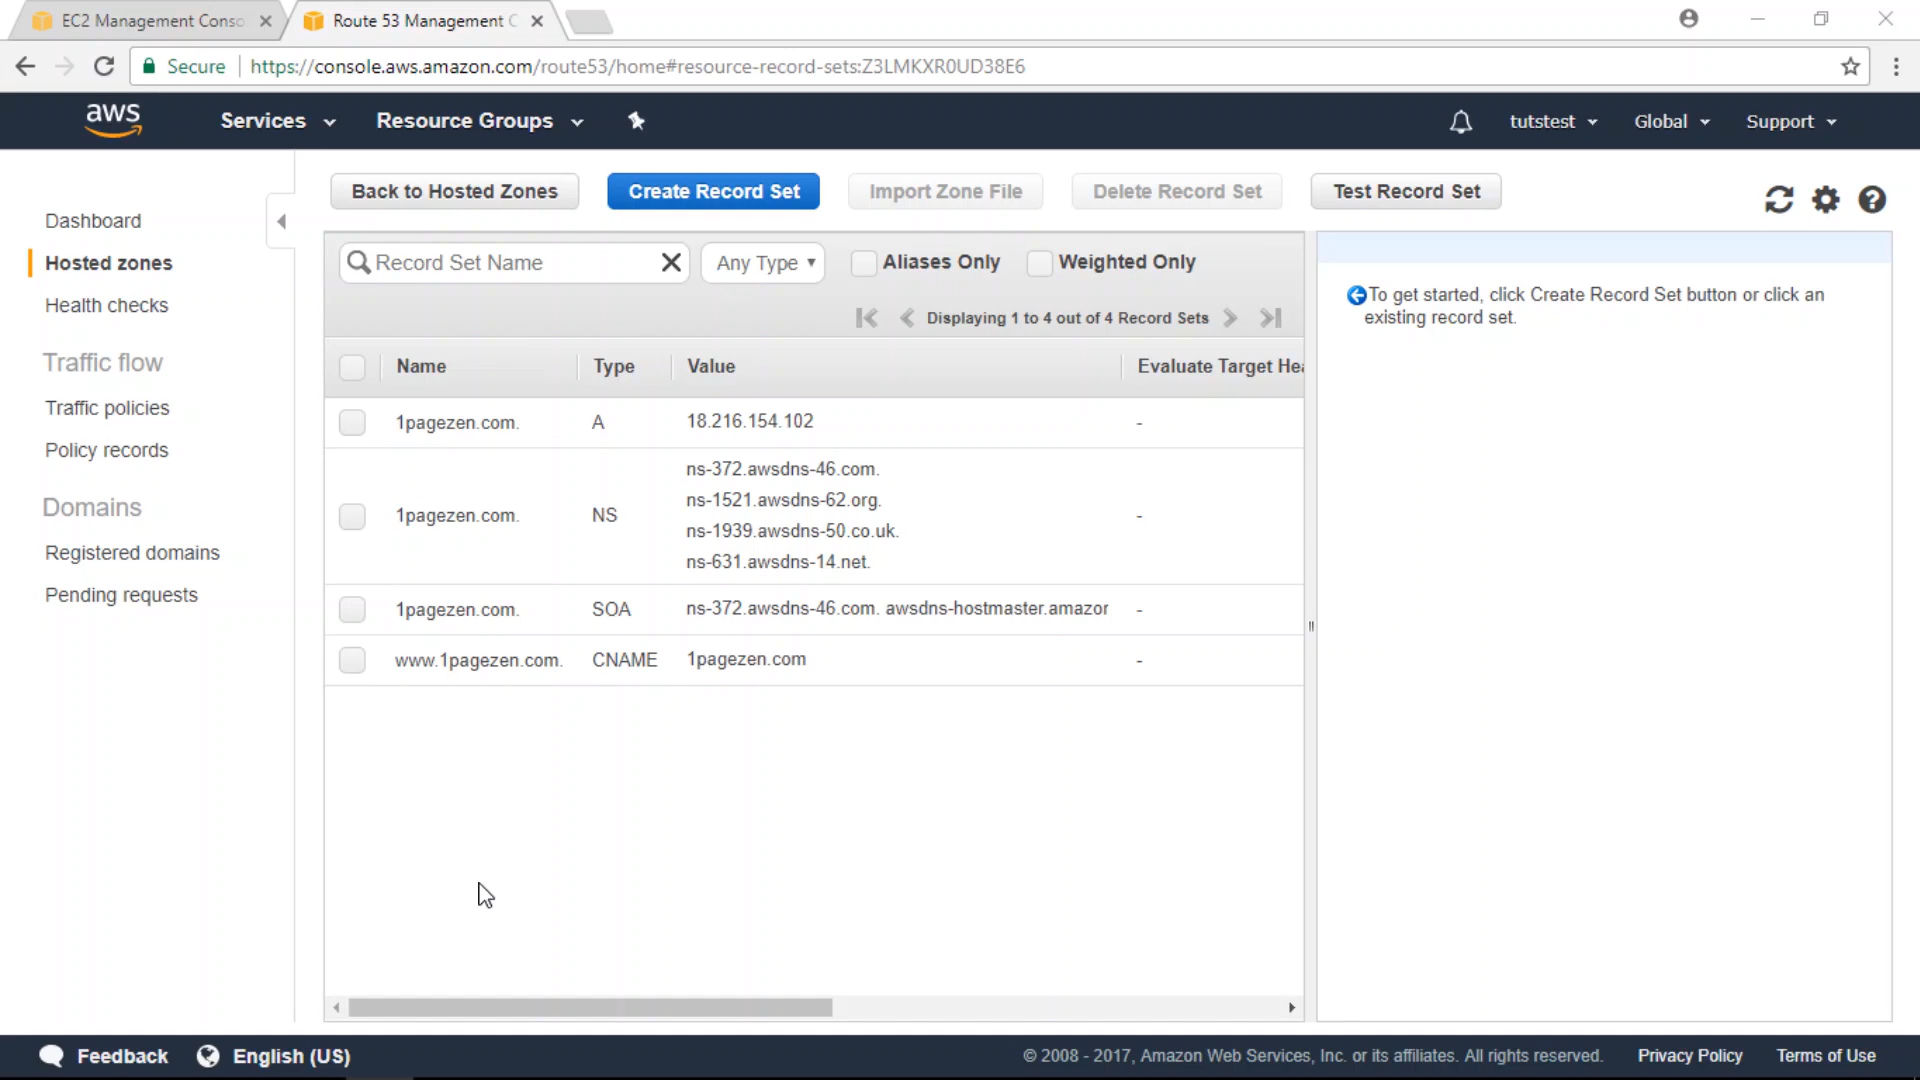 EC2 Management Conso
Route 53 Management C
Secure
https://console.aws.amazon.com/route53/home#resource-record-sets:Z3LMKXR0UD38E6
aws
Services
Resource Groups
tutstest
Global
Support
Dashboard
Hosted zones
Health checks
Traffic flow
Traffic policies
Policy records
Domains
Registered domains
Pending requests
Back to Hosted Zones
Create Record Set
Import Zone File
Delete Record Set
Test Record Set
Record Set Name
Any Type
Aliases Only
Weighted Only
Displaying 1 to 4 out of 4 Record Sets
Name Type Value Evaluate Target Hea
1pagezen.com. A 18.216.154.102 -
1pagezen.com. NS ns-372.awsdns-46.com.
ns-1521.awsdns-62.org.
ns-1939.awsdns-50.co.uk.
ns-631.awsdns-14.net. -
1pagezen.com. SOA ns-372.awsdns-46.com. awsdns-hostmaster.amazor -
www.1pagezen.com. CNAME 1pagezen.com -
To get started, click Create Record Set button or click an
existing record set.
Feedback
English (US)
© 2008 - 2017, Amazon Web Services, Inc. or its affiliates. All rights reserved.
Privacy Policy
Terms of Use